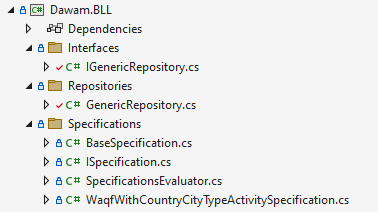 Dawam.BLL
Dependencies
Interfaces
C# IGenericRepository.cs
Repositories
C# GenericRepository.cs
Specifications
C# BaseSpecification.cs
C# ISpecification.cs
C# SpecificationsEvaluator.cs
C# WaqfWithCountryCityTypeActivitySpecification.cs